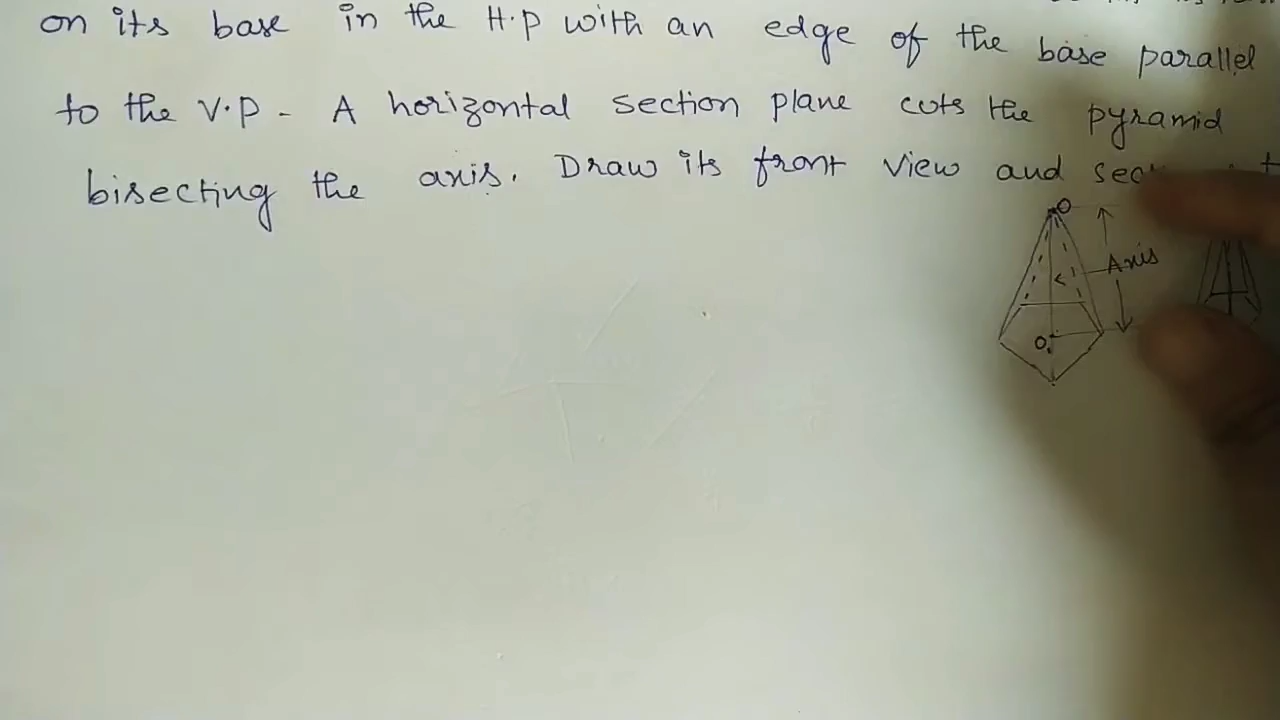 on its base in the H.P with an edge of the base parallel
to the V.P - A horizontal section plane cuts the pyramid
bisecting the axis. Draw its front view and
O
Axis
O₁